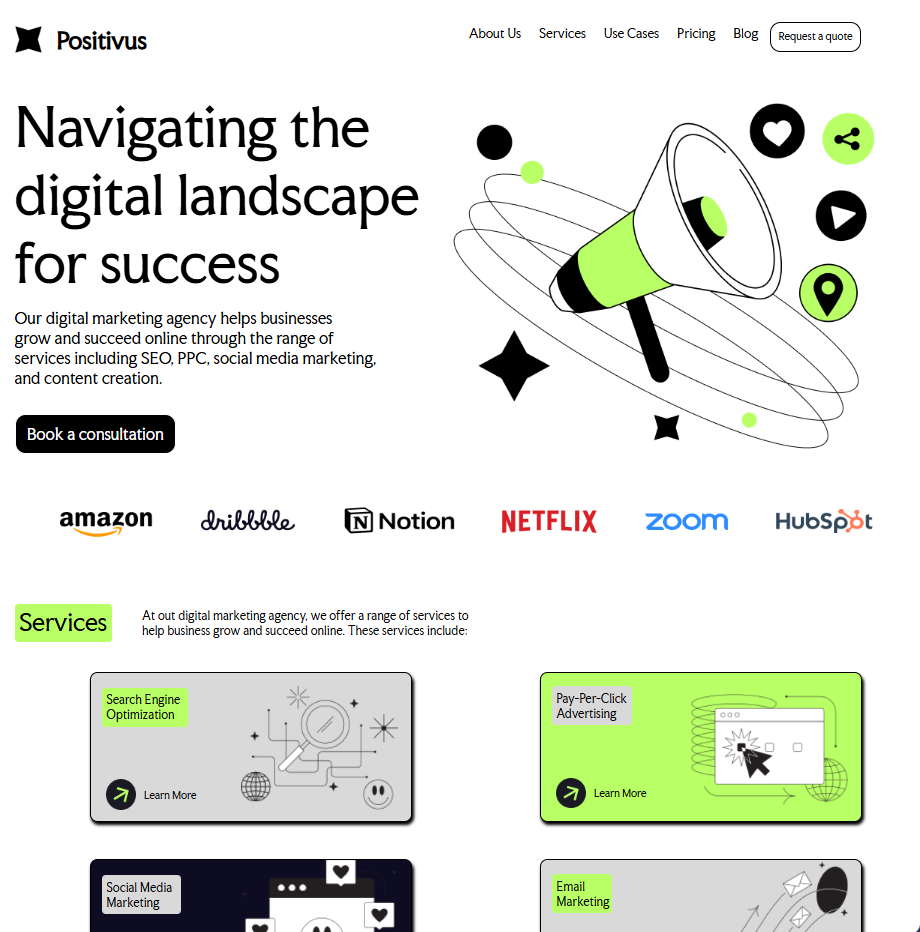 Positivus
About Us Services Use Cases Pricing Blog Request a quote
Navigating the
digital landscape
for success
Our digital marketing agency helps businesses
grow and succeed online through the range of
services including SEO, PPC, social media marketing,
and content creation.
Book a consultation
amazon dribbble Notion NETFLIX zoom HubSpot
Services
At out digital marketing agency, we offer a range of services to
help business grow and succeed online. These services include:
Search Engine
Optimization
Learn More
Pay-Per-Click
Advertising
Learn More
Social Media
Marketing
Email
Marketing